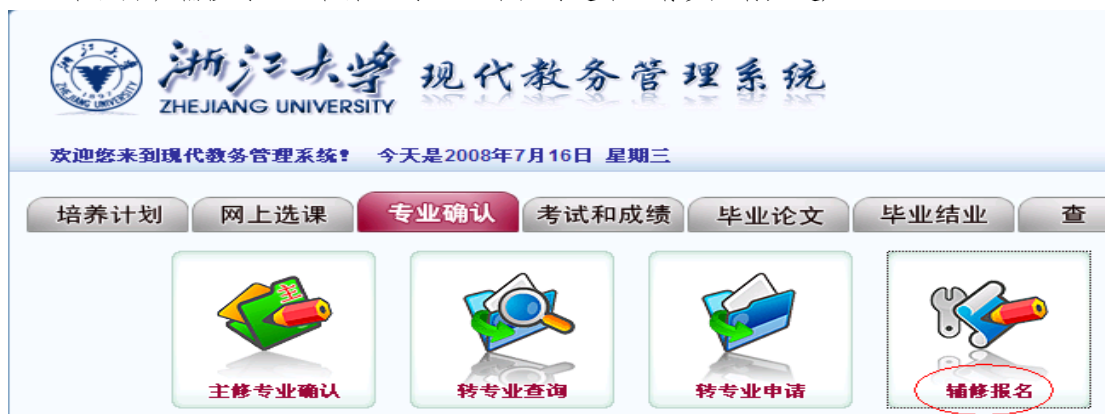 浙江大学 现代教务管理系统
ZHEJIANG UNIVERSITY
欢迎您来到现代教务管理系统! 今天是2008年7月16日 星期三
培养计划 网上选课 专业确认 考试和成绩 毕业论文 毕业结业 查
主
主修专业确认 转专业查询 转专业申请 辅修报名